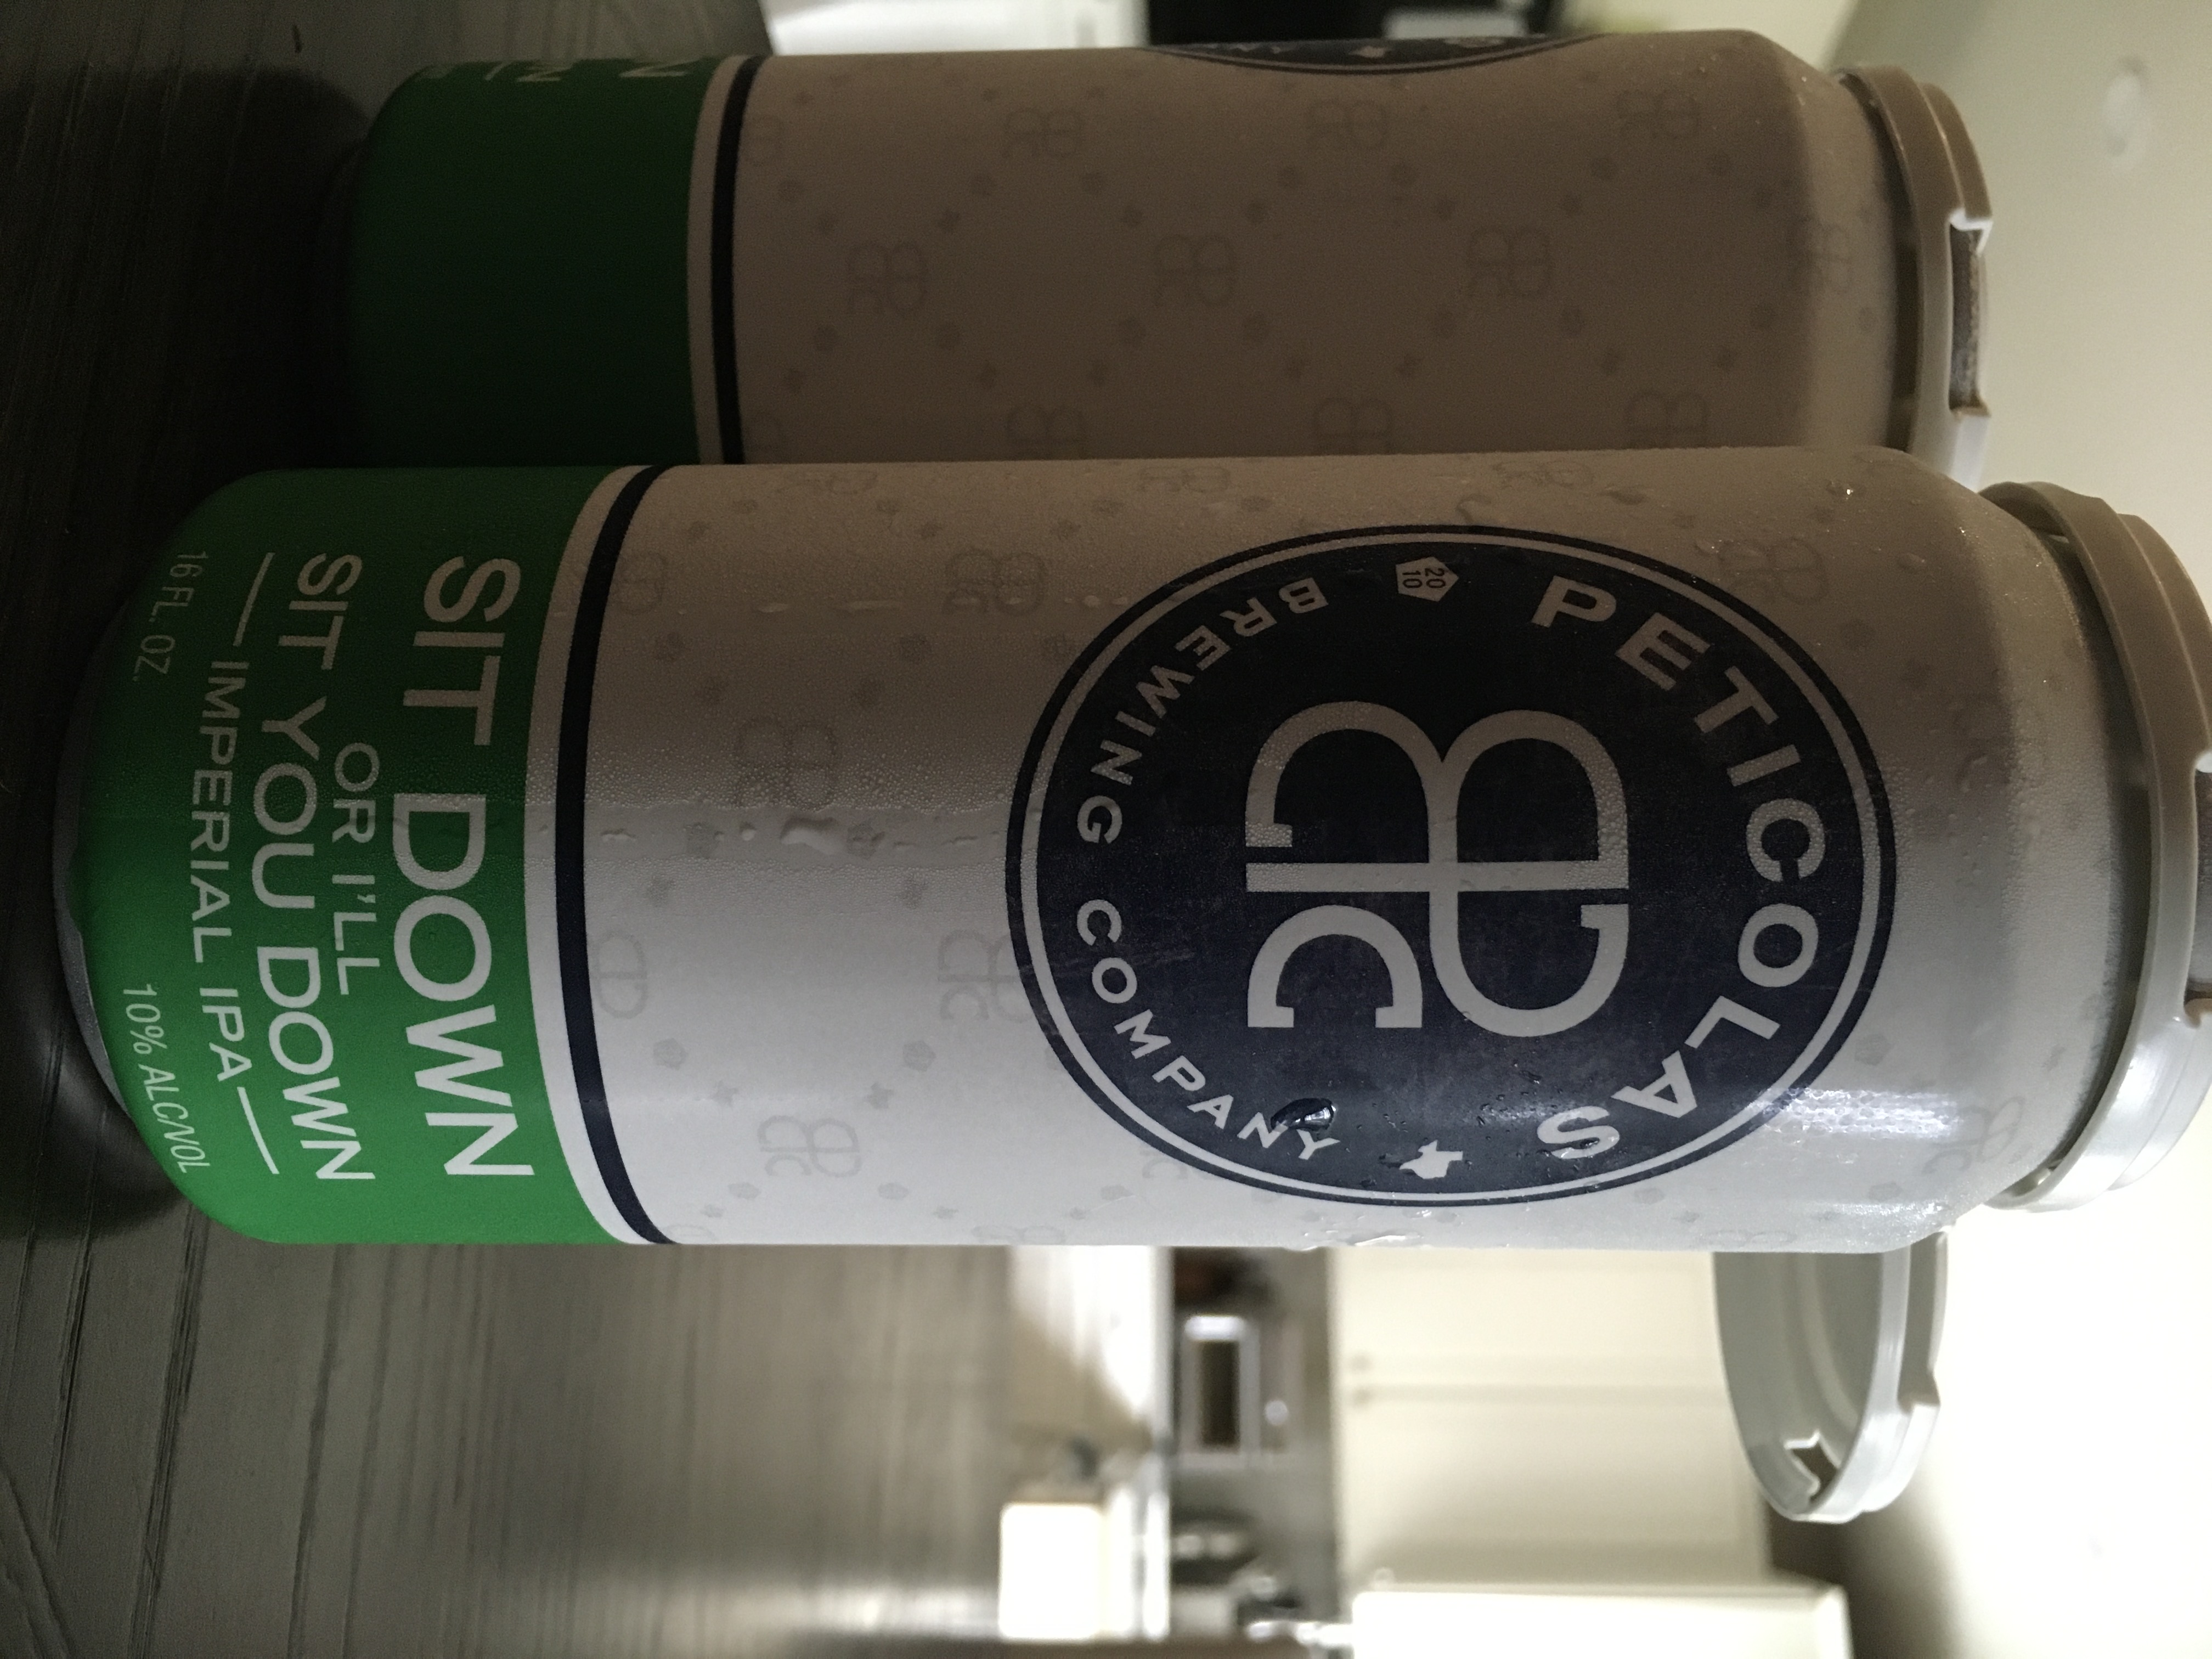 PETICOLAS
20
10
BREWING COMPANY
SIT DOWN
OR I'LL
SIT YOU DOWN
IMPERIAL IPA
16 FL. OZ.
10% ALC/VOL